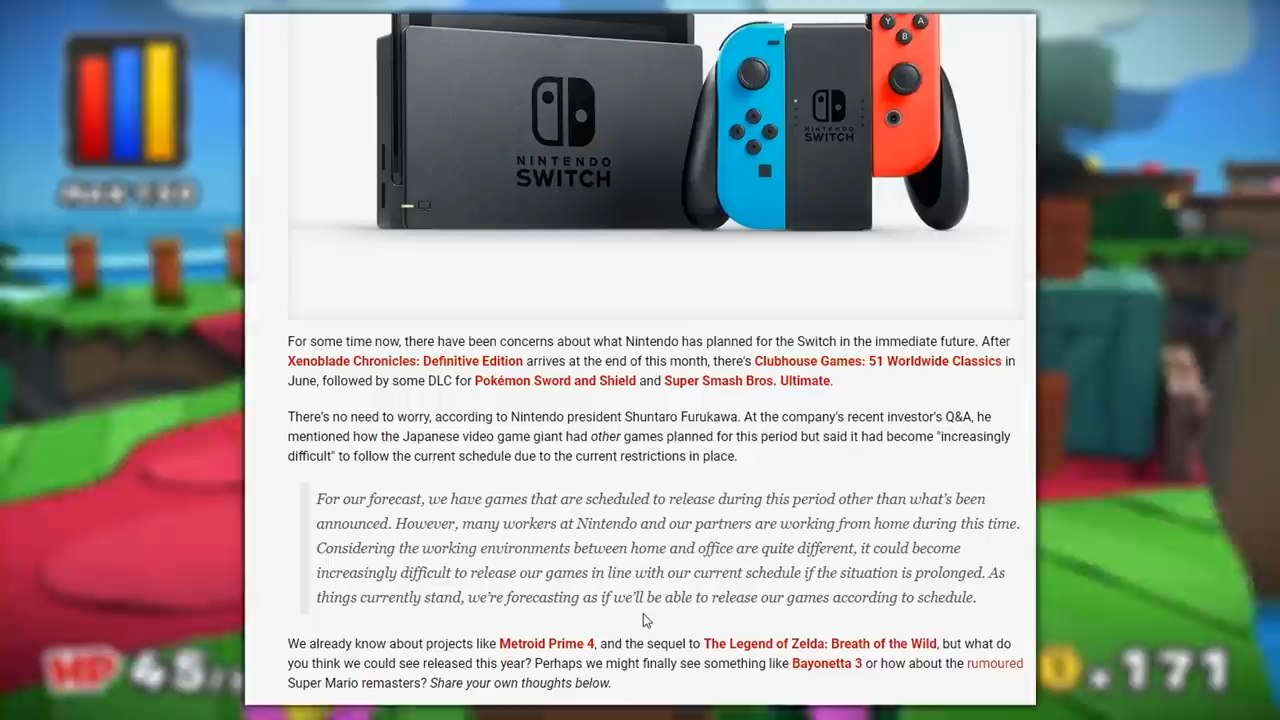 Y
A
B
NINTENDO
SWITCH
NINTENDO
SWITCH
For some time now, there have been concerns about what Nintendo has planned for the Switch in the immediate future. After
Xenoblade Chronicles: Definitive Edition arrives at the end of this month, there's Clubhouse Games: 51 Worldwide Classics in
June, followed by some DLC for Pokémon Sword and Shield and Super Smash Bros. Ultimate.
There's no need to worry, according to Nintendo president Shuntaro Furukawa. At the company's recent investor's Q&A, he
mentioned how the Japanese video game giant had other games planned for this period but said it had become "increasingly
difficult" to follow the current schedule due to the current restrictions in place.
For our forecast, we have games that are scheduled to release during this period other than what's been
announced. However, many workers at Nintendo and our partners are working from home during this time.
Considering the working environments between home and office are quite different, it could become
increasingly difficult to release our games in line with our current schedule if the situation is prolonged. As
things currently stand, we're forecasting as if we'll be able to release our games according to schedule.
We already know about projects like Metroid Prime 4, and the sequel to The Legend of Zelda: Breath of the Wild, but what do
you think we could see released this year? Perhaps we might finally see something like Bayonetta 3 or how about the rumoured
Super Mario remasters? Share your own thoughts below.
HP 45/
×171